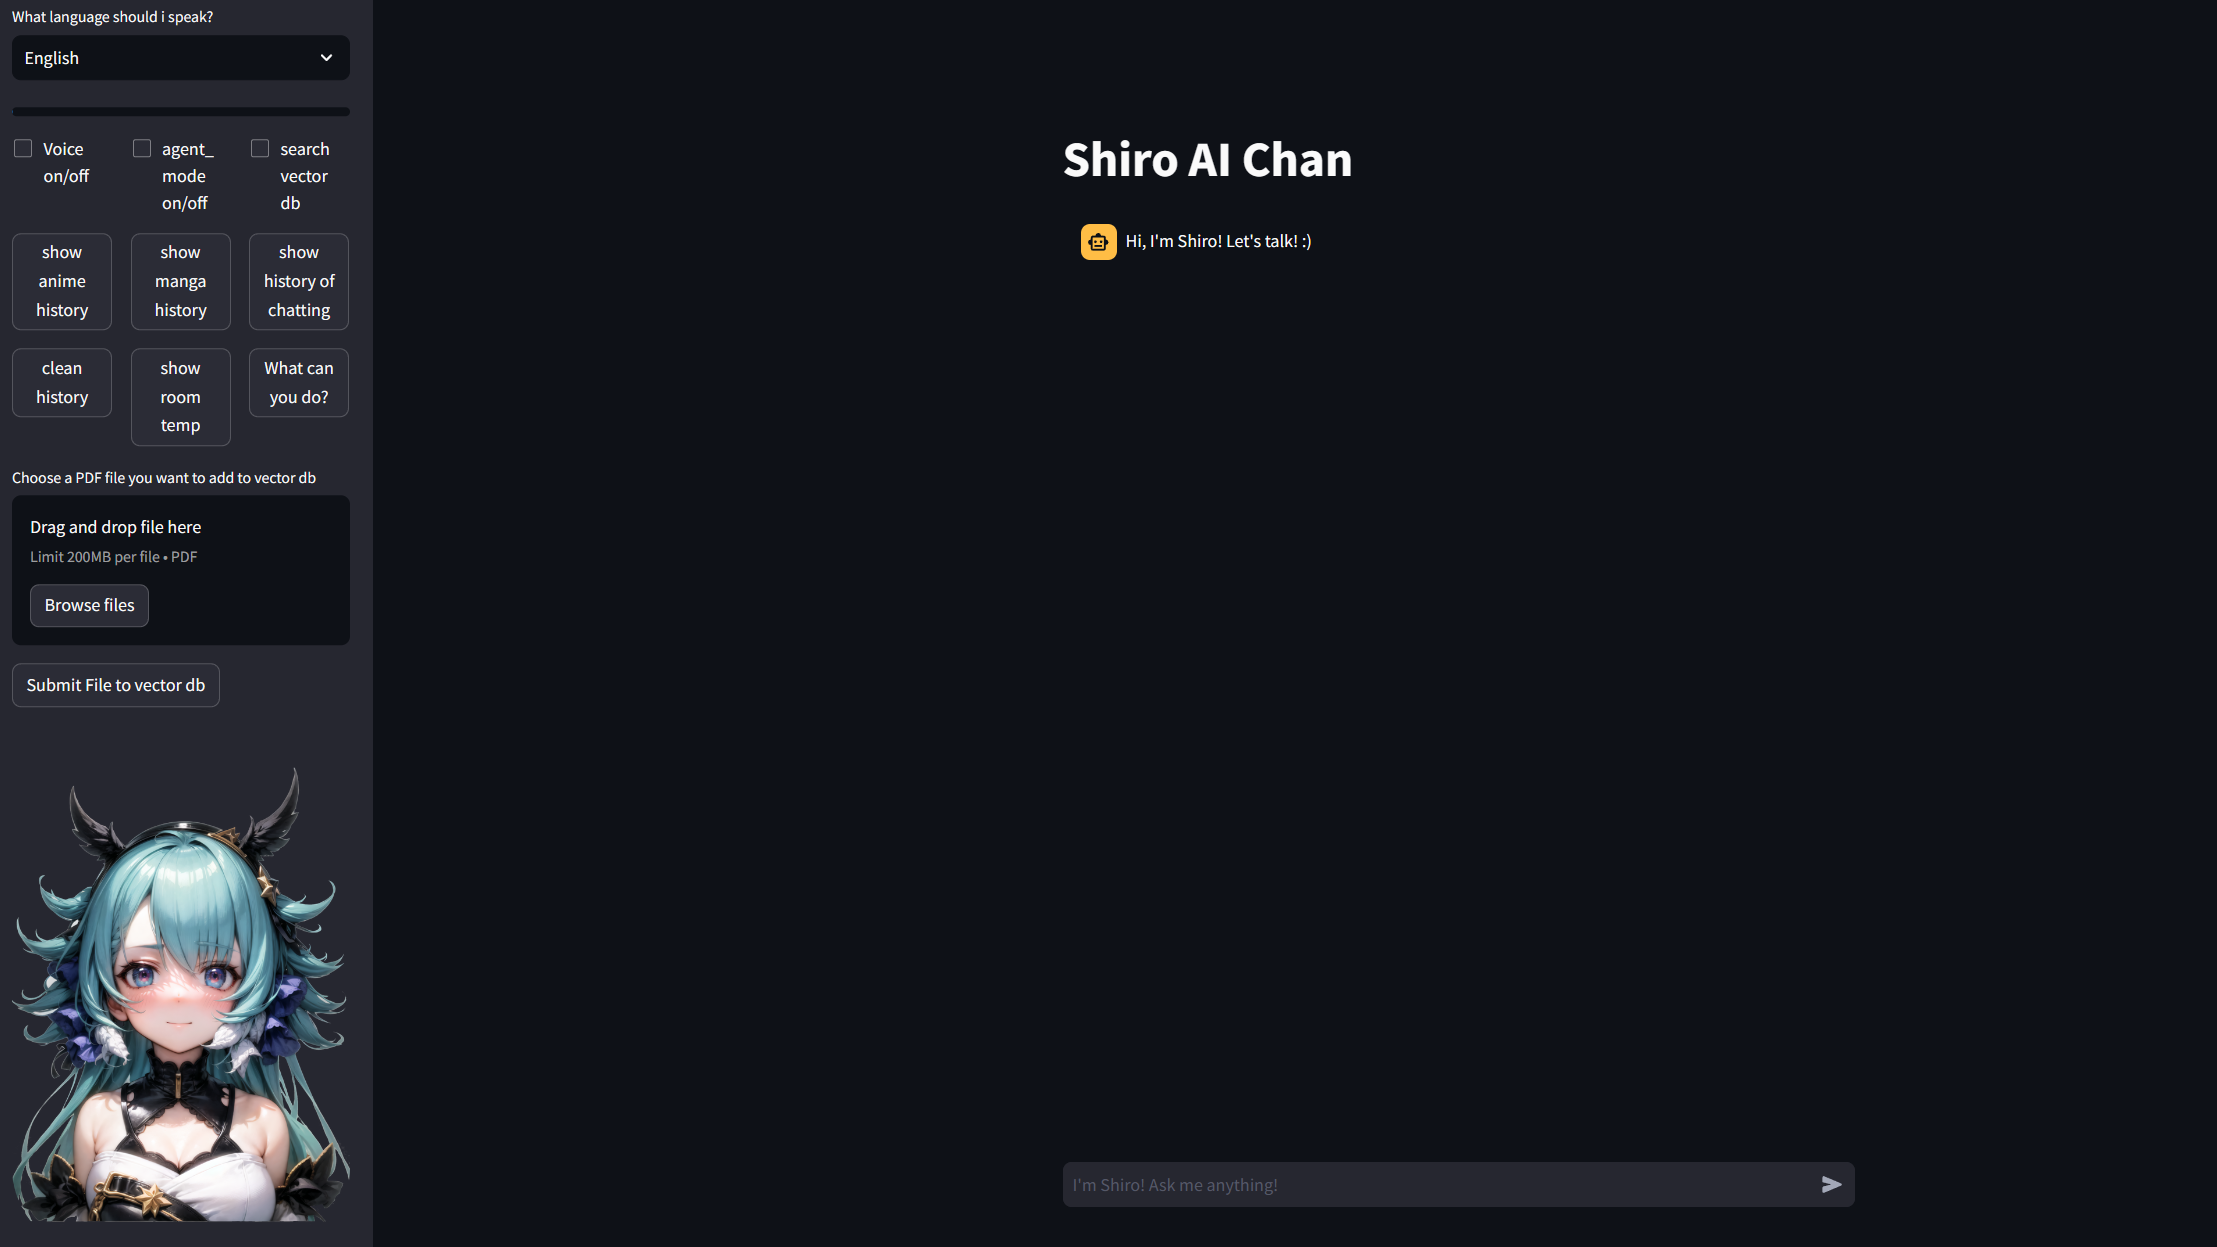 What language should i speak?
English
Voice
on/off
agent_
mode
on/off
search
vector
db
show
anime
history
show
manga
history
show
history of
chatting
clean
history
show
room
temp
What can
you do?
Choose a PDF file you want to add to vector db
Drag and drop file here
Limit 200MB per file • PDF
Browse files
Submit File to vector db
Shiro AI Chan
Hi, I'm Shiro! Let's talk! :)
I'm Shiro! Ask me anything!